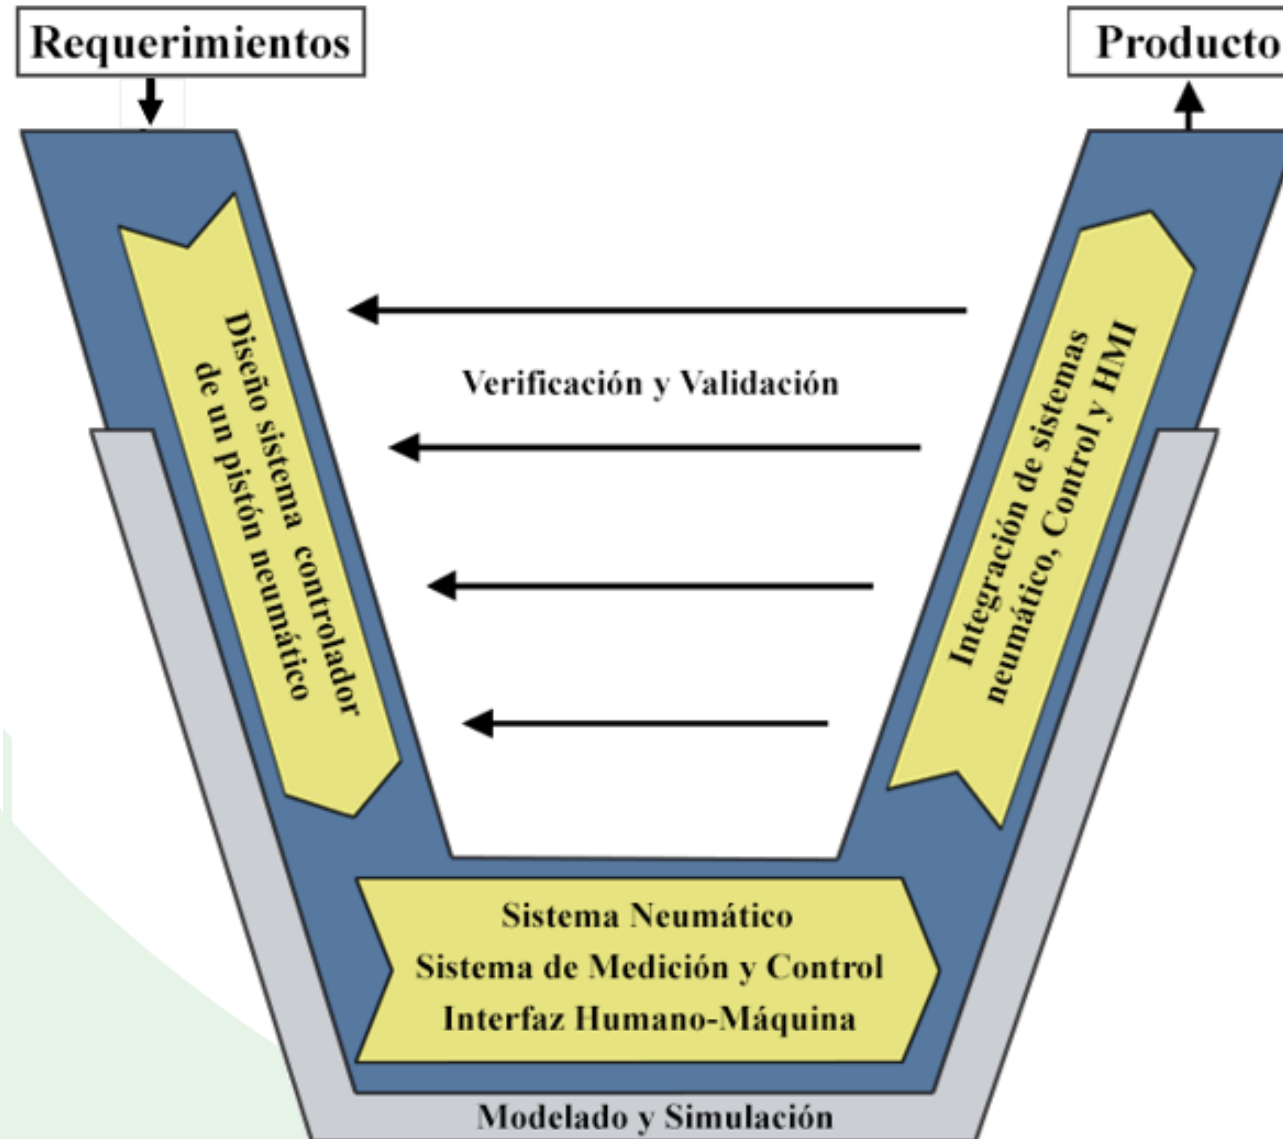 Requerimientos
Producto
Diseño sistema controlador
de un pistón neumático
Verificación y Validación
Integración de sistemas
neumático, Control y HMI
Sistema Neumático
Sistema de Medición y Control
Interfaz Humano-Máquina
Modelado y Simulación